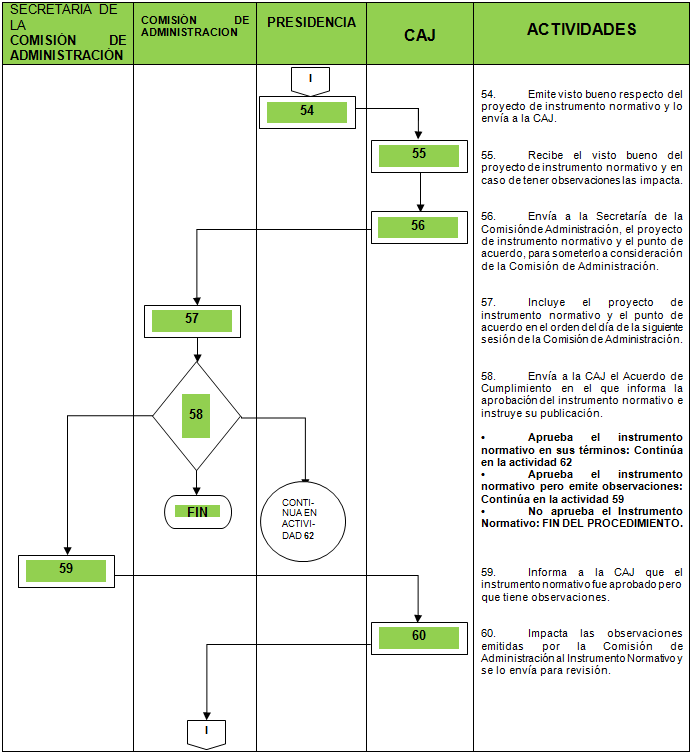 SECRETARÍA DE
LA
COMISIÓN DE
ADMINISTRACIÓN
COMISIÓN DE
ADMINISTRACION
PRESIDENCIA
CAJ
ACTIVIDADES
I
54
55
56
57
58
FIN
CONTI-
NUA EN
ACTIVI-
DAD 62
59
60
I
54. Emite visto bueno respecto del
proyecto de instrumento normativo y lo
envía a la CAJ.
55. Recibe el visto bueno del
proyecto de instrumento normativo y en
caso de tener observaciones las impacta.
56. Envía a la Secretaría de la
Comisiónde Administración, el proyecto
de instrumento normativo y el punto de
acuerdo, para someterlo a consideración
de la Comisión de Administración.
57. Incluye el proyecto de
instrumento normativo y el punto de
acuerdo en el orden del día de la siguiente
sesión de la Comisión de Administración.
58. Envía a la CAJ el Acuerdo de
Cumplimiento en el que informa la
aprobación del instrumento normativo e
instruye su publicación.
• Aprueba el instrumento
normativo en sus términos: Continúa
en la actividad 62
• Aprueba el instrumento
normativo pero emite observaciones:
Continúa en la actividad 59
• No aprueba el Instrumento
Normativo: FIN DEL PROCEDIMIENTO.
59. Informa a la CAJ que el
instrumento normativo fue aprobado pero
que tiene observaciones.
60. Impacta las observaciones
emitidas por la Comisión de
Administración al Instrumento Normativo y
se lo envía para revisión.